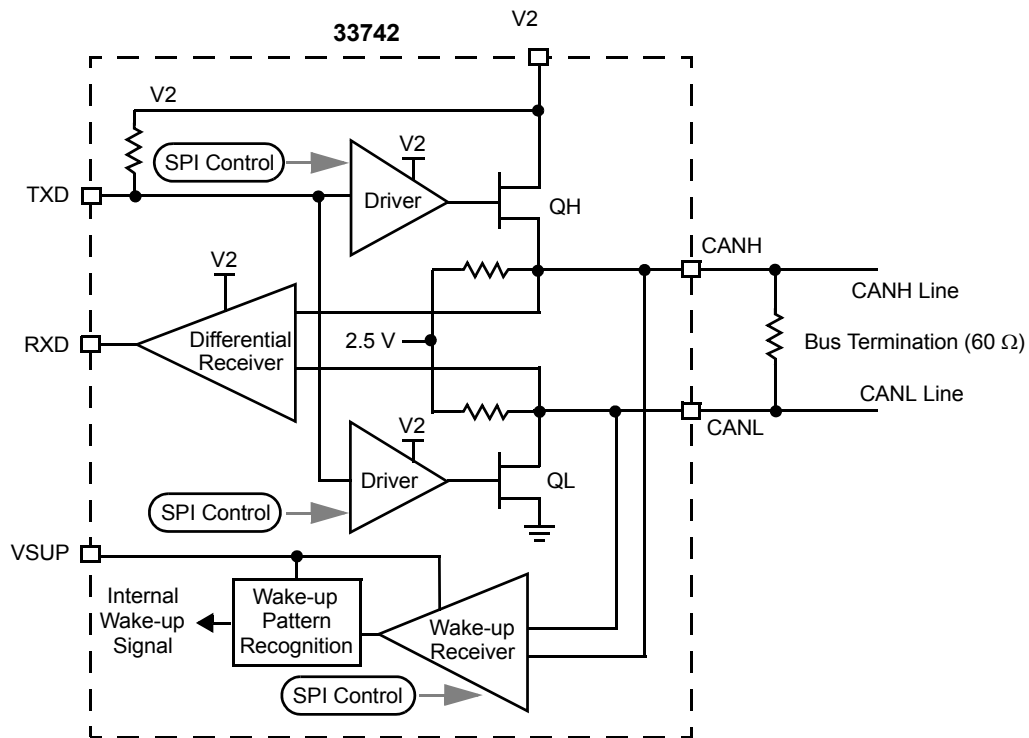 V2
33742
V2
SPI Control
V2
Driver
TXD
QH
CANH
V2
CANH Line
Differential
Receiver
RXD
2.5 V
Bus Termination (60 Ω)
CANL Line
V2
CANL
Driver
QL
SPI Control
VSUP
Internal
Wake-up
Signal
Wake-up
Pattern
Recognition
Wake-up
Receiver
SPI Control